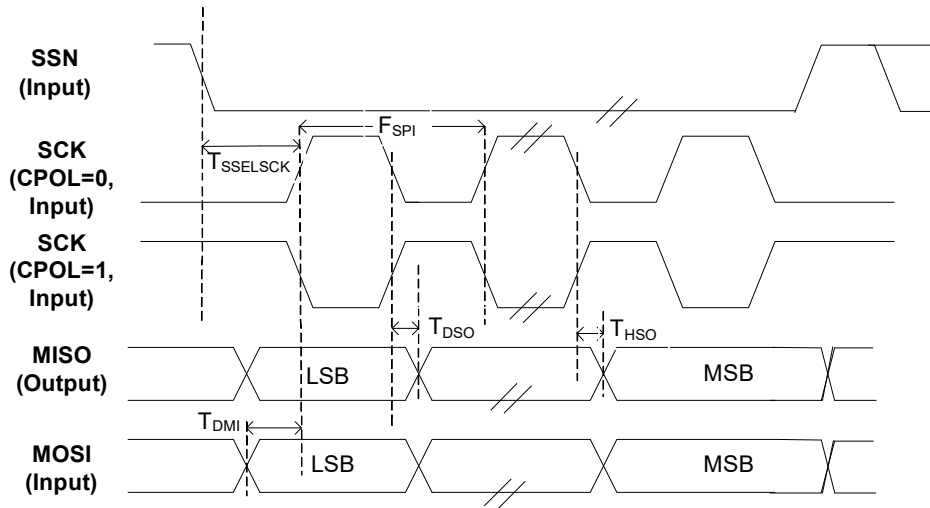 SSN
(Input)
F_SPI
SCK
(CPOL=0,
Input)
T_SSELSCK
SCK
(CPOL=1,
Input)
T_DSO
T_HSO
MISO
(Output)
LSB
MSB
T_DMI
MOSI
(Input)
LSB
MSB